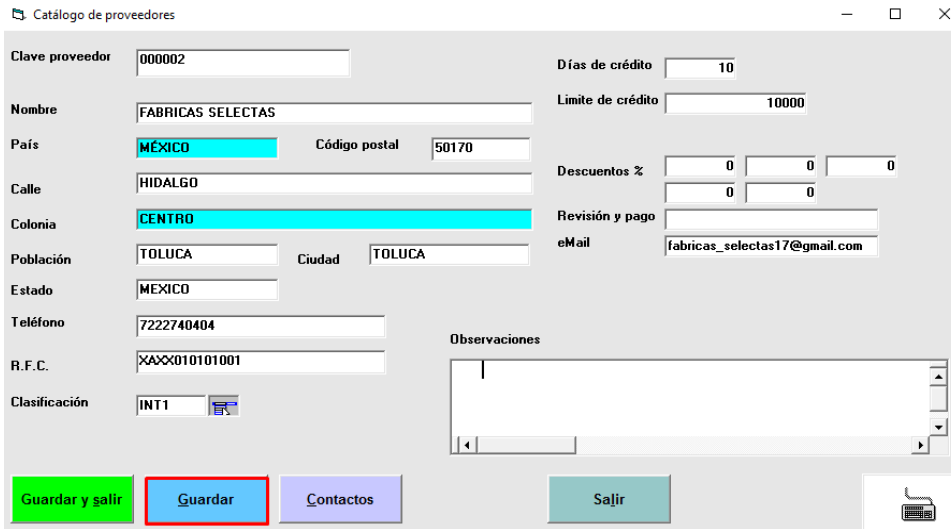 Catálogo de proveedores
Clave proveedor 000002
Nombre FABRICAS SELECTAS
País MÉXICO Código postal 50170
Calle HIDALGO
Colonia CENTRO
Población TOLUCA Ciudad TOLUCA
Estado MEXICO
Teléfono 7222740404
R.F.C. XAXX010101001
Clasificación INT1
Días de crédito 10
Limite de crédito 10000
Descuentos % 0 0 0
0 0
Revisión y pago
eMail fabricas_selectas17@gmail.com
Observaciones
Guardar y salir Guardar Contactos Salir